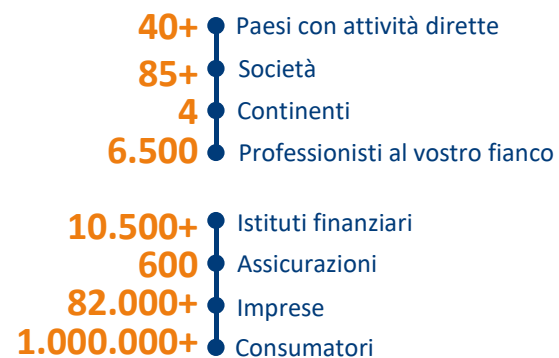 40+ Paesi con attività dirette
85+ Società
4 Continenti
6.500 Professionisti al vostro fianco
10.500+ Istituti finanziari
600 Assicurazioni
82.000+ Imprese
1.000.000+ Consumatori